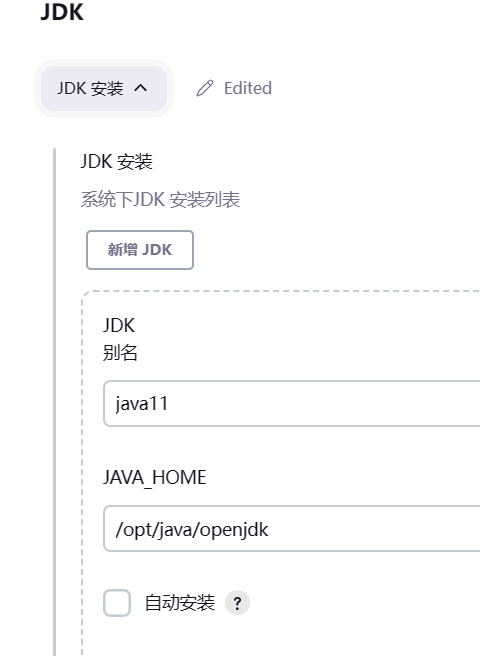 JDK
JDK 安装
Edited
JDK 安装
系统下JDK 安装列表
新增 JDK
JDK
别名
java11
JAVA_HOME
/opt/java/openjdk
自动安装 ?